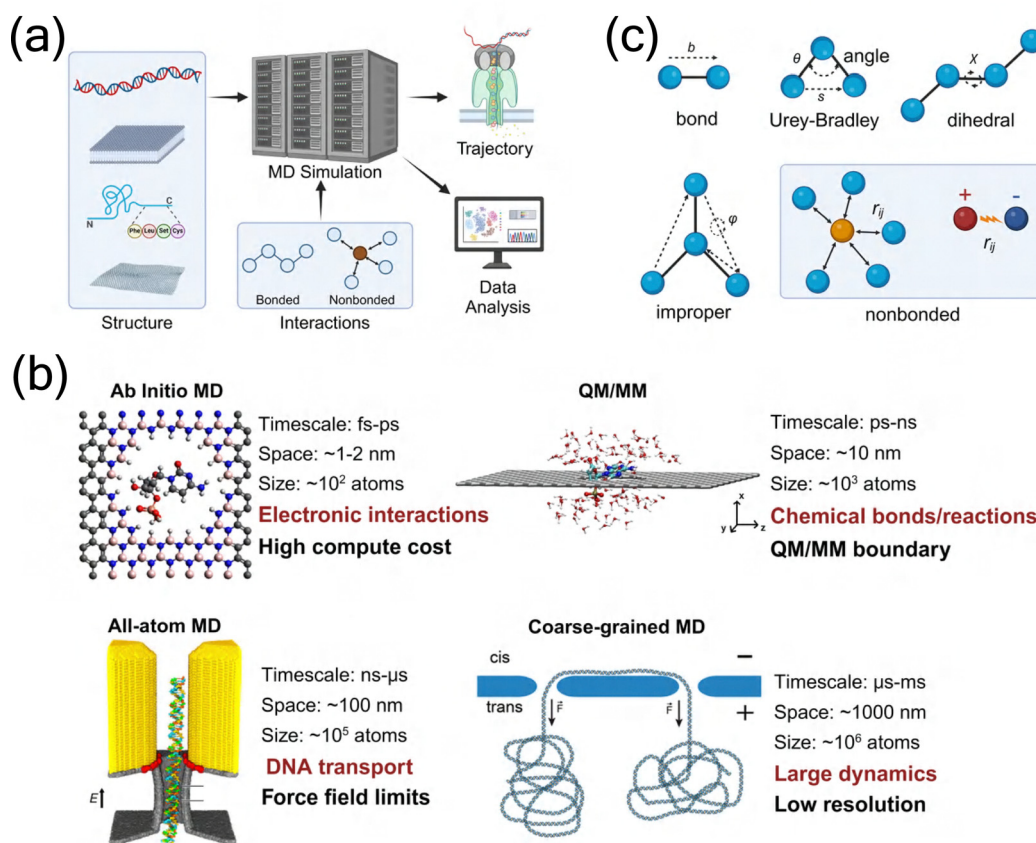 (a)
N
C
Phe Leu Set Cys
Structure
MD Simulation
Bonded
Nonbonded
Interactions
Trajectory
Data
Analysis
(c)
b
bond
θ
angle
s
Urey-Bradley
X
dihedral
φ
improper
r_ij
+
-
r_ij
nonbonded
(b)
Ab Initio MD
Timescale: fs-ps
Space: ~1-2 nm
Size: ~10² atoms
Electronic interactions
High compute cost
QM/MM
x
y
z
Timescale: ps-ns
Space: ~10 nm
Size: ~10³ atoms
Chemical bonds/reactions
QM/MM boundary
All-atom MD
E
Timescale: ns-μs
Space: ~100 nm
Size: ~10⁵ atoms
DNA transport
Force field limits
Coarse-grained MD
cis
trans
−
+
F⃗
F⃗
Timescale: μs-ms
Space: ~1000 nm
Size: ~10⁶ atoms
Large dynamics
Low resolution